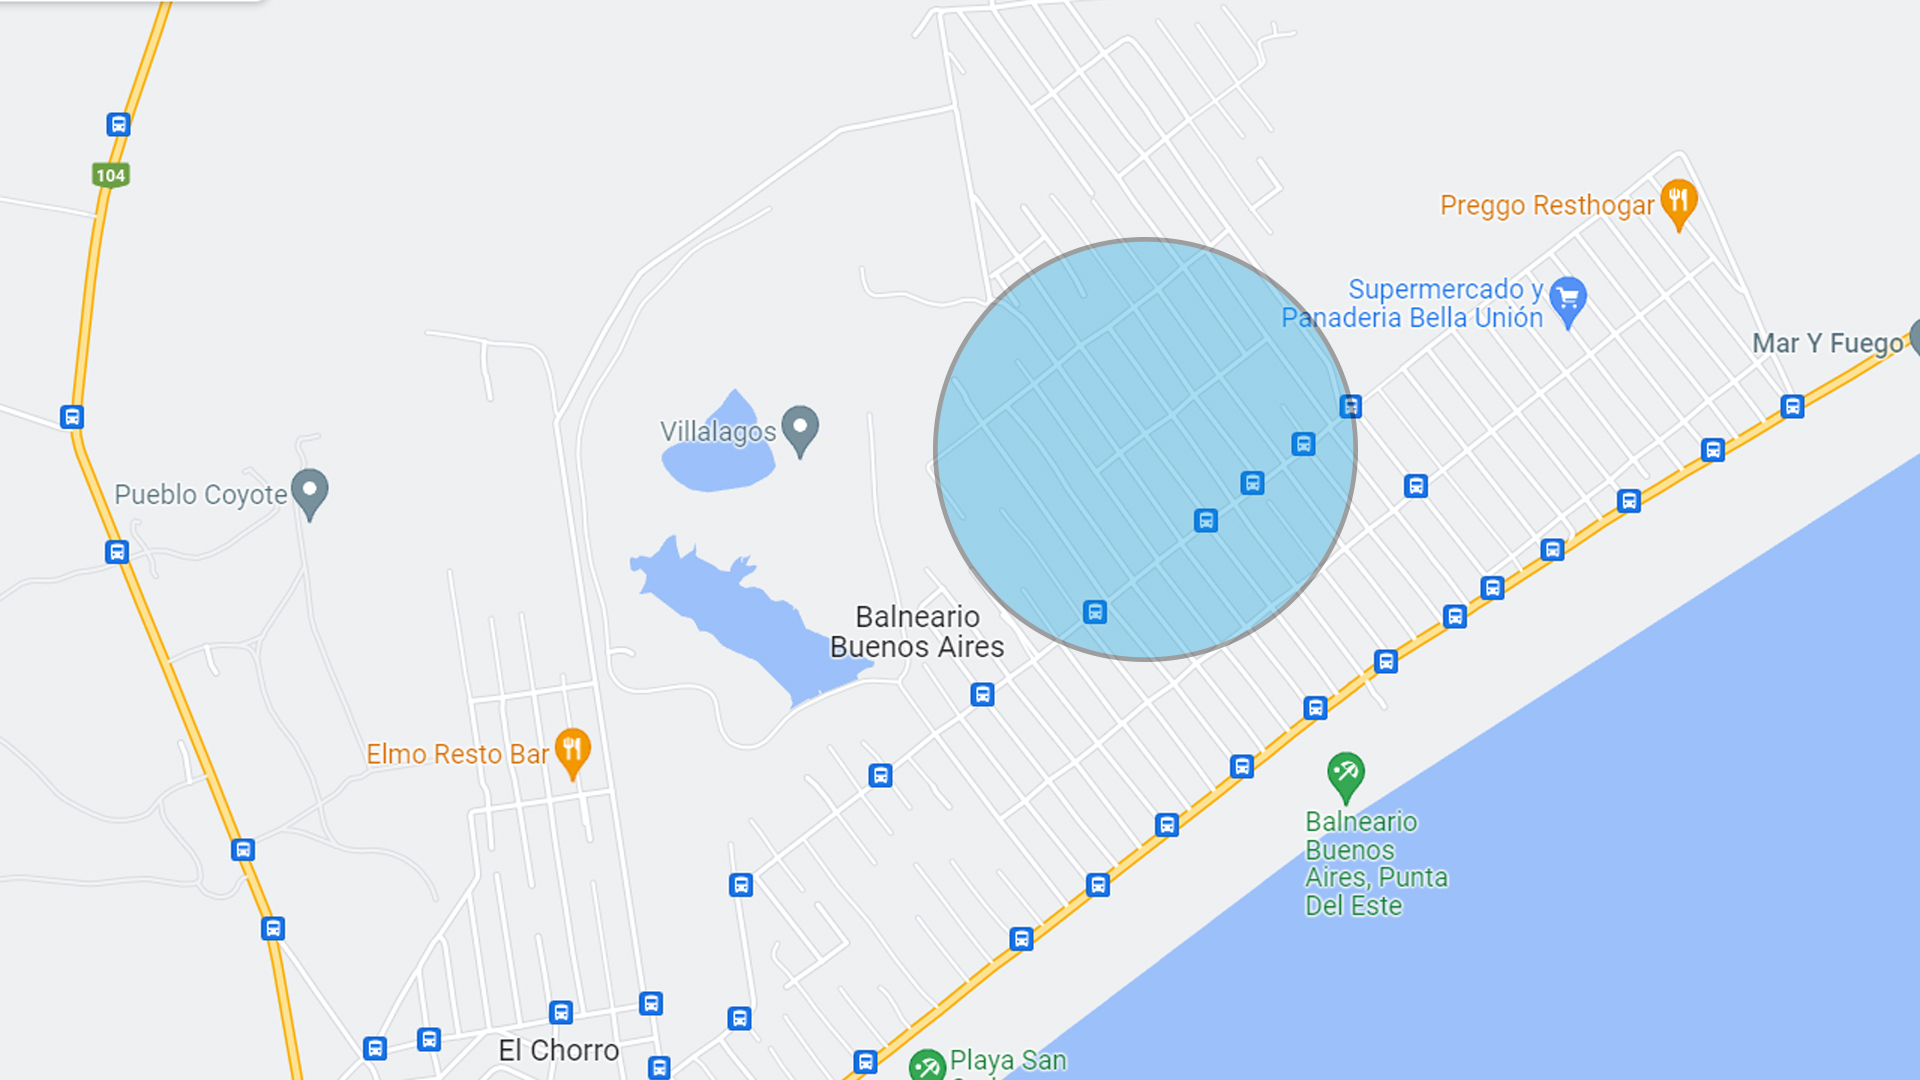 104
Preggo Resthogar
Supermercado y
Panaderia Bella Unión
Mar Y Fuego
Villalagos
Pueblo Coyote
Balneario
Buenos Aires
Elmo Resto Bar
Balneario
Buenos
Aires, Punta
Del Este
El Chorro
Playa San